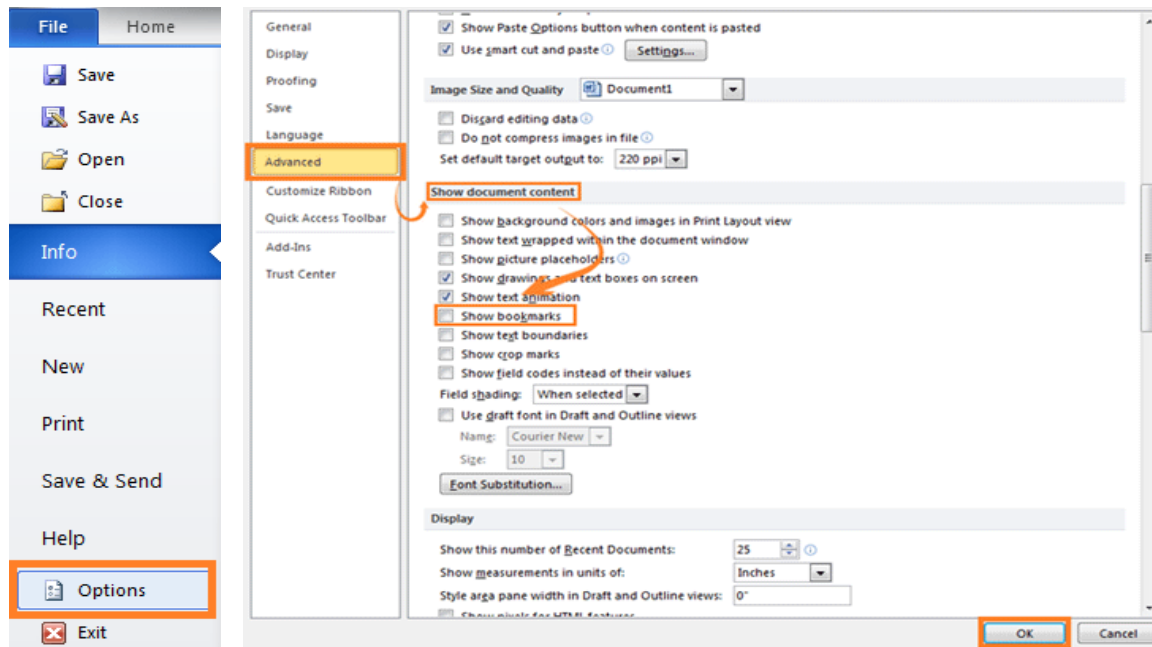 File Home
Save
Save As
Open
Close
Info
Recent
New
Print
Save & Send
Help
Options
Exit
General
Display
Proofing
Save
Language
Advanced
Customize Ribbon
Quick Access Toolbar
Add-Ins
Trust Center
Show Paste Options button when content is pasted
Use smart cut and paste Settings...
Image Size and Quality Document1
Discard editing data
Do not compress images in file
Set default target output to: 220 ppi
Show document content
Show background colors and images in Print Layout view
Show text wrapped within the document window
Show picture placeholders
Show drawings and text boxes on screen
Show text animation
Show bookmarks
Show text boundaries
Show crop marks
Show field codes instead of their values
Field shading: When selected
Use draft font in Draft and Outline views
Name: Courier New
Size: 10
Font Substitution...
Display
Show this number of Recent Documents: 25
Show measurements in units of: Inches
Style area pane width in Draft and Outline views: 0"
Show pixels for HTML features
OK Cancel